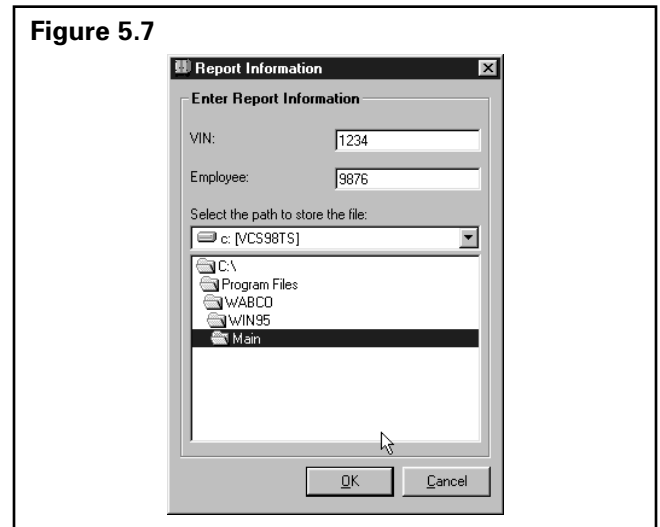 Figure 5.7
Report Information
Enter Report Information
VIN: 1234
Employee: 9876
Select the path to store the file:
c: [VCS98TS]
C:\
Program Files
WABCO
WIN95
Main
OK Cancel